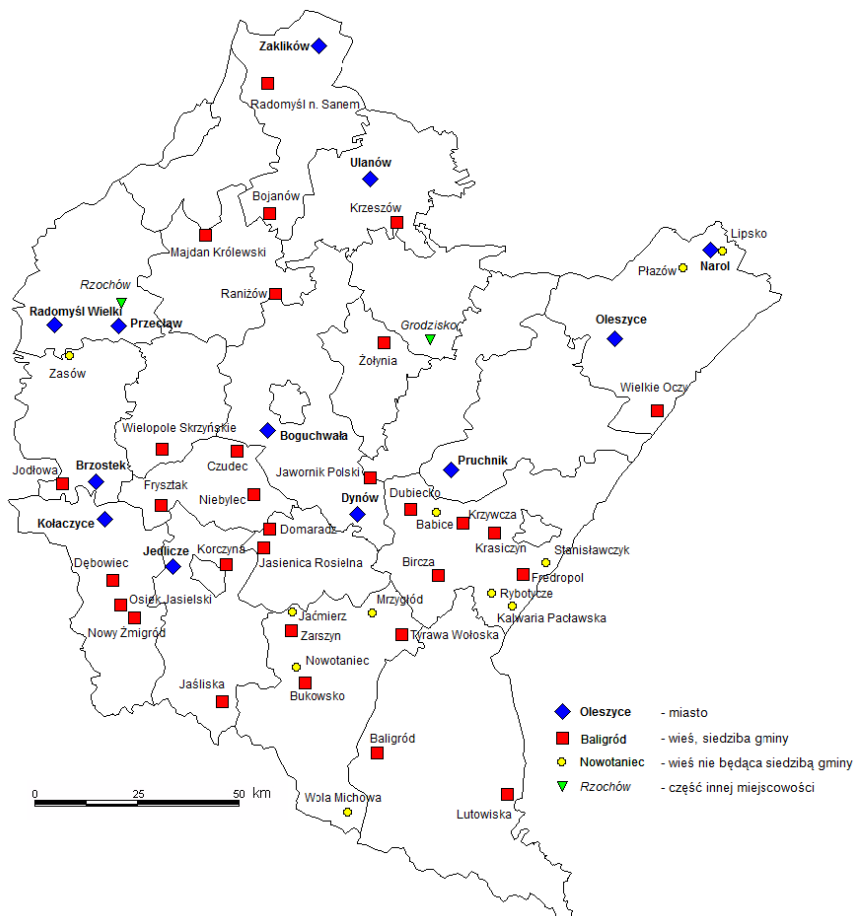 Zaklików
Radomyśl n. Sanem
Ulanów
Bojanów
Krzeszów
Majdan Królewski
Lipsko
Płazów
Narol
Rzochów
Raniżów
Radomyśl Wielki
Przecław
Grodzisko
Oleszyce
Zasów
Żołynia
Wielkie Oczy
Wielopole Skrzyńskie
Boguchwała
Czudec
Jodłowa
Brzostek
Jawornik Polski
Pruchnik
Frysztak
Niebylec
Dynów
Dubiecko
Babice
Krzywcza
Kołaczyce
Domaradz
Krasiczyn
Jedlicze
Korczyna
Jasienica Rosielna
Stanisławczyk
Dębowiec
Bircza
Fredropol
Osiek Jasielski
Mrzygłód
Rybotycze
Nowy Żmigród
Jaćmierz
Kalwaria Pacławska
Zarszyn
Tyrawa Wołoska
Nowotaniec
Jaśliska
Bukowsko
Baligród
Wola Michowa
Lutowiska
Oleszyce - miasto
Baligród - wieś, siedziba gminy
Nowotaniec - wieś nie będąca siedzibą gminy
Rzochów - część innej miejscowości
0 25 50 km